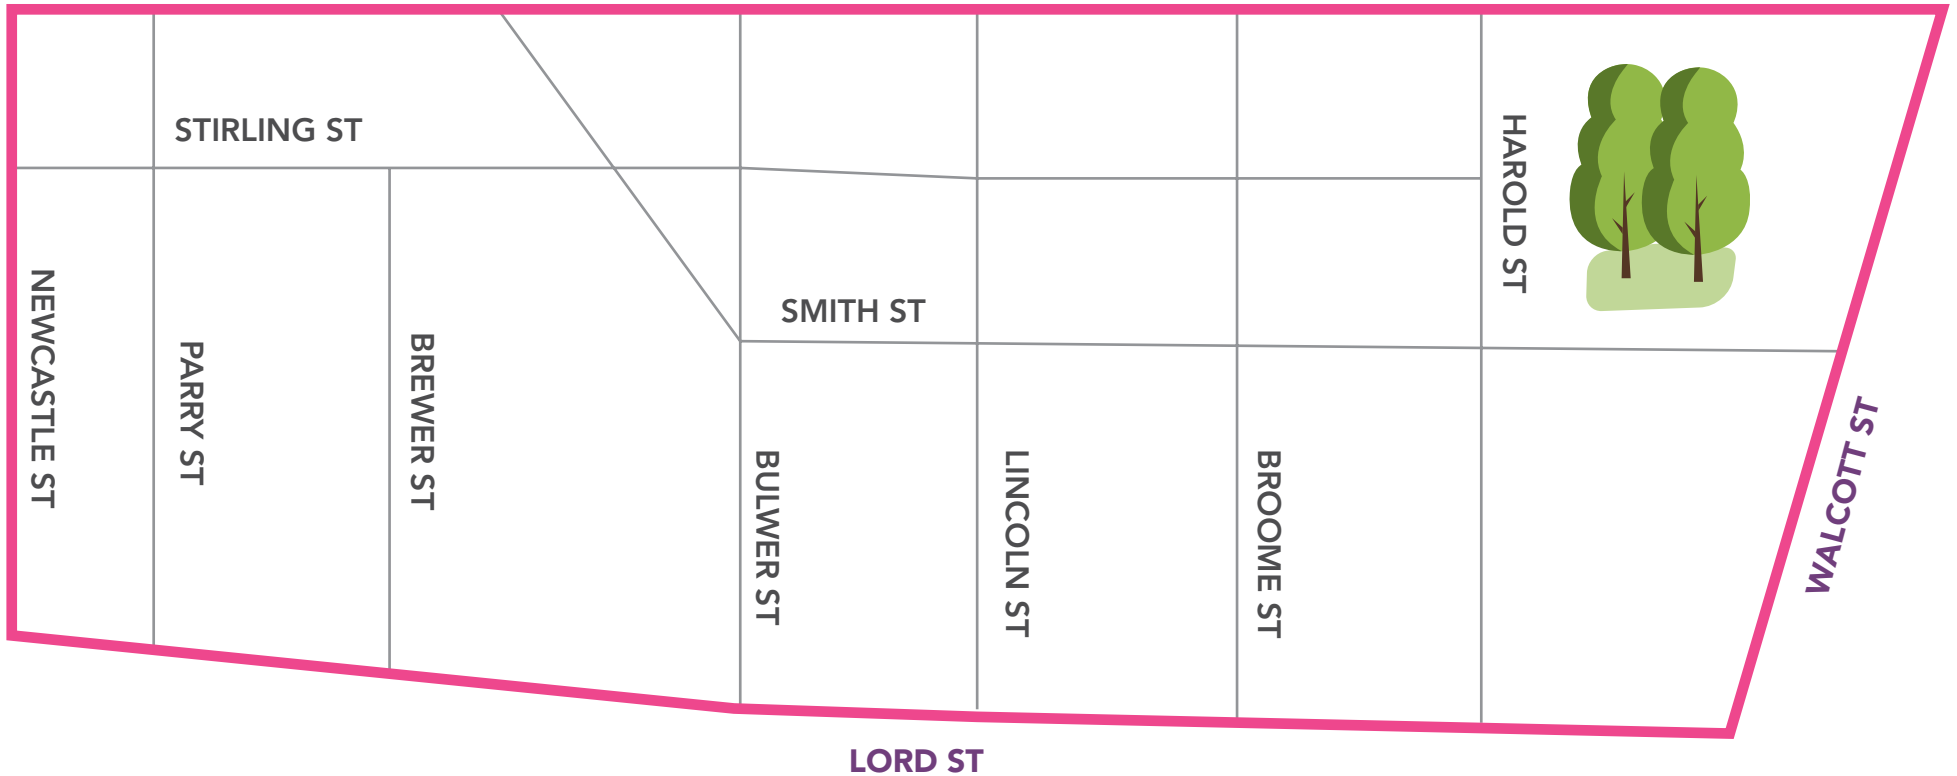 STIRLING ST
HAROLD ST
NEWCASTLE ST
SMITH ST
PARRY ST
BREWER ST
WALCOTT ST
BULWER ST
LINCOLN ST
BROOME ST
LORD ST